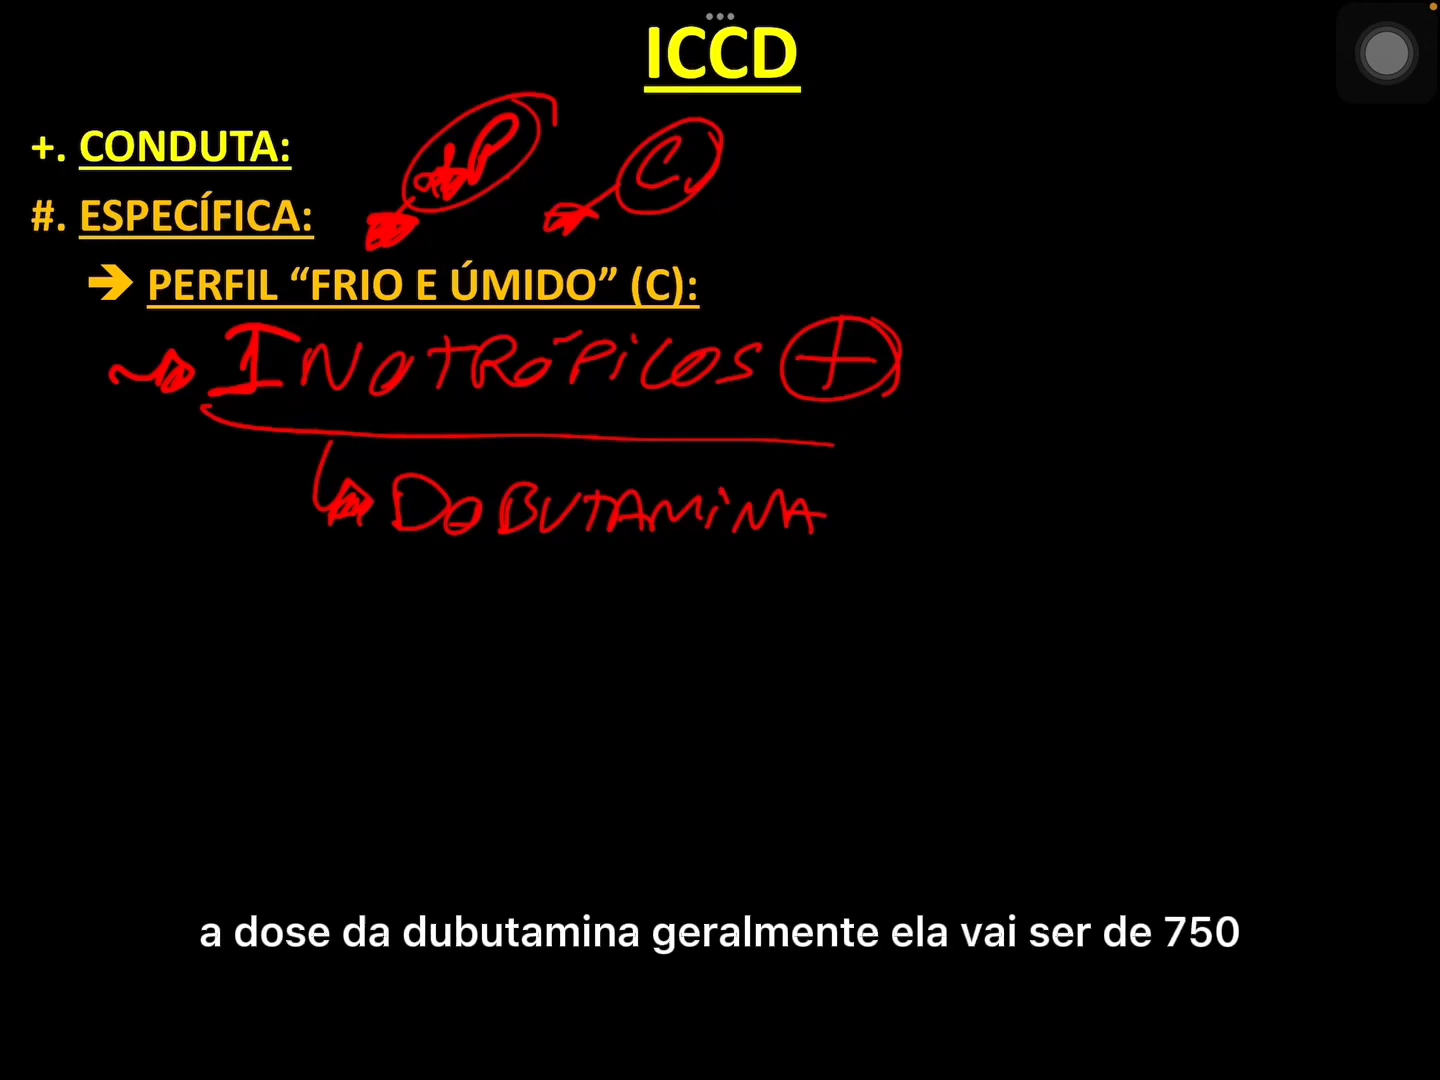 ICCD
+. CONDUTA:
#. ESPECÍFICA:
C
➔ PERFIL “FRIO E ÚMIDO” (C):
INOTRÓPICOS +
DOBUTAMINA
a dose da dubutamina geralmente ela vai ser de 750